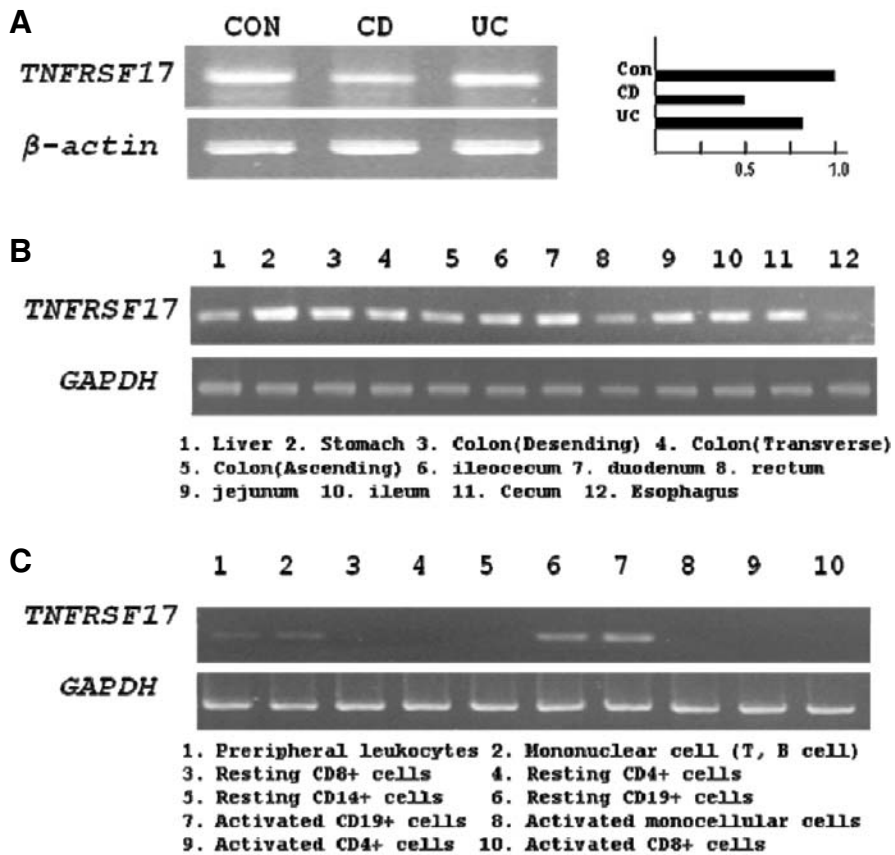 A
CON CD UC
TNFRSF17
β-actin
Con
CD
UC
0.5 1.0
B
1 2 3 4 5 6 7 8 9 10 11 12
TNFRSF17
GAPDH
1. Liver 2. Stomach 3. Colon(Desending) 4. Colon(Transverse)
5. Colon(Ascending) 6. ileocecum 7. duodenum 8. rectum
9. jejunum 10. ileum 11. Cecum 12. Esophagus
C
1 2 3 4 5 6 7 8 9 10
TNFRSF17
GAPDH
1. Preripheral leukocytes 2. Mononuclear cell (T, B cell)
3. Resting CD8+ cells 4. Resting CD4+ cells
5. Resting CD14+ cells 6. Resting CD19+ cells
7. Activated CD19+ cells 8. Activated monocellular cells
9. Activated CD4+ cells 10. Activated CD8+ cells